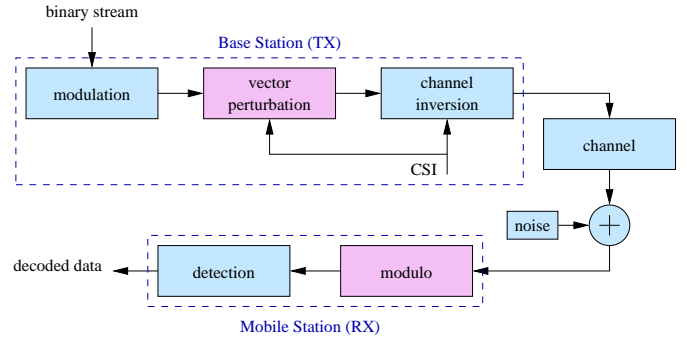 binary stream
Base Station (TX)
modulation
vector
perturbation
channel
inversion
CSI
channel
noise
+
decoded data
detection
modulo
Mobile Station (RX)